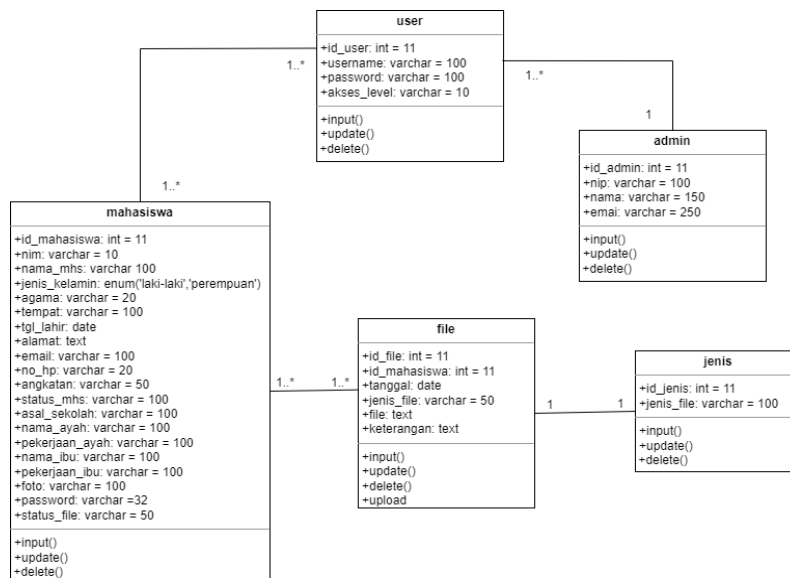 user
+id_user: int = 11
+username: varchar = 100
+password: varchar = 100
+akses_level: varchar = 10
+input()
+update()
+delete()
1..*
1..*
1
1..*
admin
+id_admin: int = 11
+nip: varchar = 100
+nama: varchar = 150
+emai: varchar = 250
+input()
+update()
+delete()
mahasiswa
+id_mahasiswa: int = 11
+nim: varchar = 10
+nama_mhs: varchar 100
+jenis_kelamin: enum('laki-laki','perempuan')
+agama: varchar = 20
+tempat: varchar = 100
+tgl_lahir: date
+alamat: text
+email: varchar = 100
+no_hp: varchar = 20
+angkatan: varchar = 50
+status_mhs: varchar = 100
+asal_sekolah: varchar = 100
+nama_ayah: varchar = 100
+pekerjaan_ayah: varchar = 100
+nama_ibu: varchar = 100
+pekerjaan_ibu: varchar = 100
+foto: varchar = 100
+password: varchar =32
+status_file: varchar = 50
+input()
+update()
+delete()
1..*
1..*
file
+id_file: int = 11
+id_mahasiswa: int = 11
+tanggal: date
+jenis_file: varchar = 50
+file: text
+keterangan: text
+input()
+update()
+delete()
+upload
1
1
jenis
+id_jenis: int = 11
+jenis_file: varchar = 100
+input()
+update()
+delete()